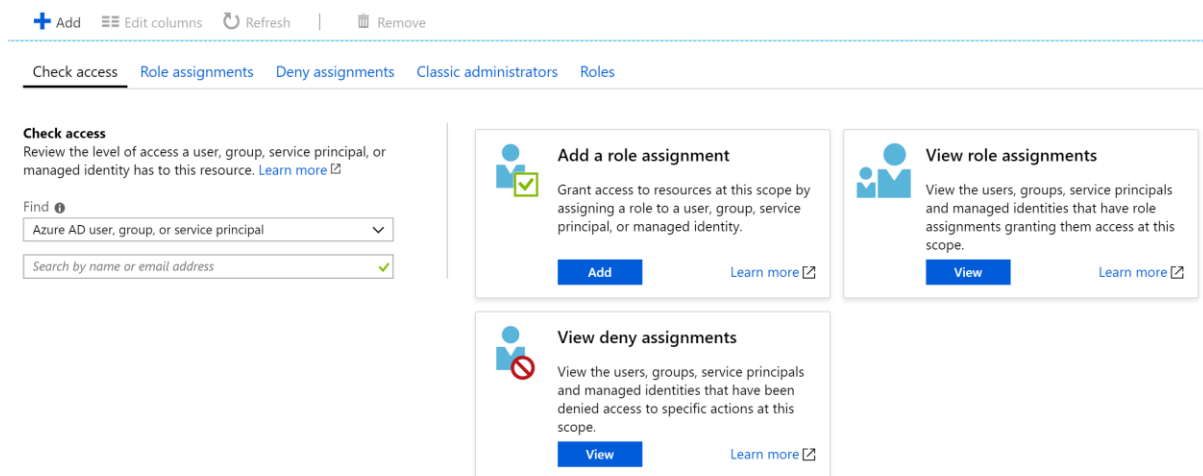 Add Edit columns Refresh Remove
Check access Role assignments Deny assignments Classic administrators Roles
Check access
Review the level of access a user, group, service principal, or
managed identity has to this resource. Learn more
Find
Azure AD user, group, or service principal
Search by name or email address
Add a role assignment
Grant access to resources at this scope by
assigning a role to a user, group, service
principal, or managed identity.
Add Learn more
View role assignments
View the users, groups, service principals
and managed identities that have role
assignments granting them access at this
scope.
View Learn more
View deny assignments
View the users, groups, service principals
and managed identities that have been
denied access to specific actions at this
scope.
View Learn more